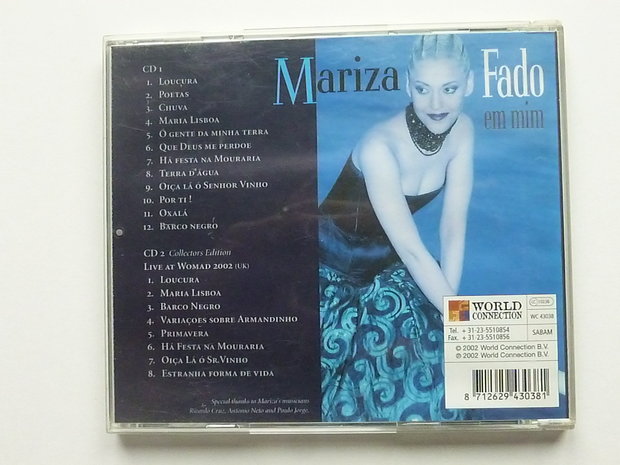 CD 1
1. Loucura
2. Poetas
3. Chuva
4. Maria Lisboa
5. Ó gente da minha terra
6. Que Deus me perdoe
7. Há festa na Mouraria
8. Terra d'água
9. Oiça lá ó Senhor Vinho
10. Por ti !
11. Oxalá
12. Barco negro
CD 2 Collectors Edition
Live at Womad 2002 (UK)
1. Loucura
2. Maria Lisboa
3. Barco Negro
4. Variaçoes sobre Armandinho
5. Primavera
6. Há Festa na Mouraria
7. Oiça Lá Ó Sr.Vinho
8. Estranha forma de vida
Special thanks to Mariza's musicians
Ricardo Cruz, António Neto and Paulo Jorge.
Mariza Fado
em mim
WORLD
CONNECTION
WC 43038
Tel. + 31-23-5510854
Fax. + 31-23-5510856
SABAM
© 2002 World Connection B.V.
℗ 2002 World Connection B.V.
8 712629 430381